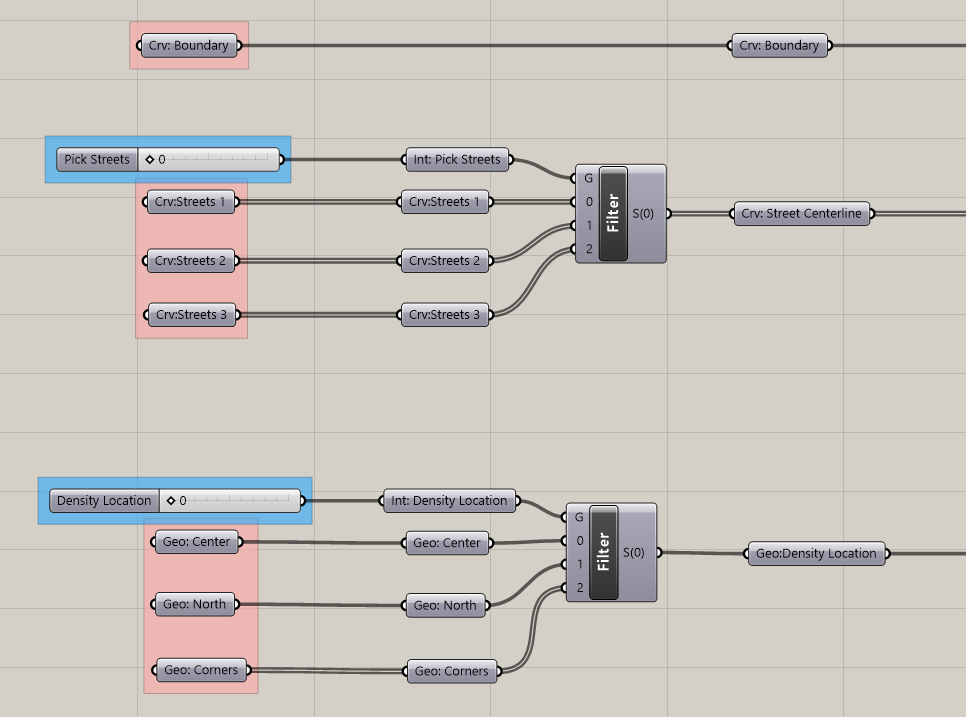 Crv: Boundary
Crv: Boundary
Pick Streets 0
Int: Pick Streets
Crv:Streets 1
Crv:Streets 1
Crv:Streets 2
Crv:Streets 2
Crv:Streets 3
Crv:Streets 3
G
0
1
2
Filter
S(0)
Crv: Street Centerline
Density Location 0
Int: Density Location
Geo: Center
Geo: Center
Geo: North
Geo: North
Geo: Corners
Geo: Corners
G
0
1
2
Filter
S(0)
Geo:Density Location